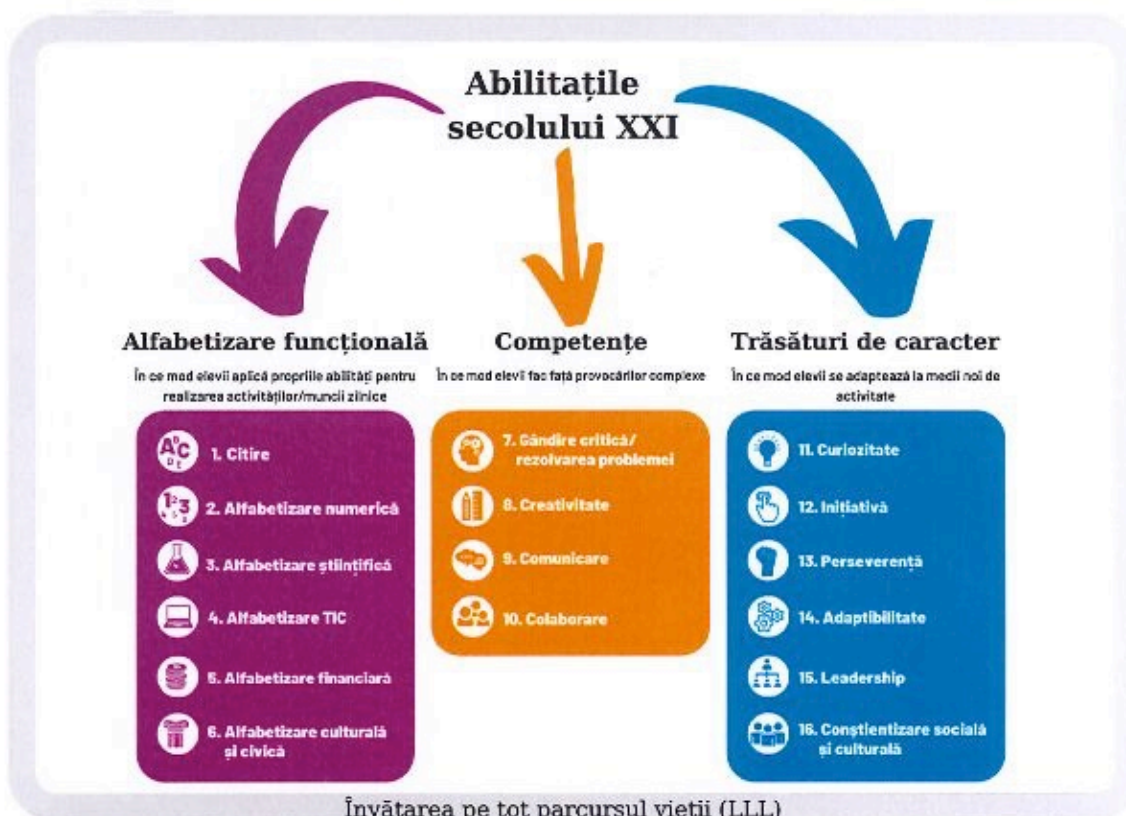 Abilitațile
secolului XXI
Alfabetizare funcțională
În ce mod elevii aplică propriile abilități pentru
realizarea activităților/muncii zilnice
1. Citire
2. Alfabetizare numerică
3. Alfabetizare științifică
4. Alfabetizare TIC
5. Alfabetizare financiară
6. Alfabetizare culturală
și civică
Competențe
În ce mod elevii fac față provocărilor complexe
7. Gândire critică/
rezolvarea problemei
8. Creativitate
9. Comunicare
10. Colaborare
Trăsături de caracter
În ce mod elevii se adaptează la medii noi de
activitate
11. Curiozitate
12. Inițiativă
13. Perseverență
14. Adaptibilitate
15. Leadership
16. Conștientizare socială
și culturală
Învățarea pe tot parcursul vieții (LLL)